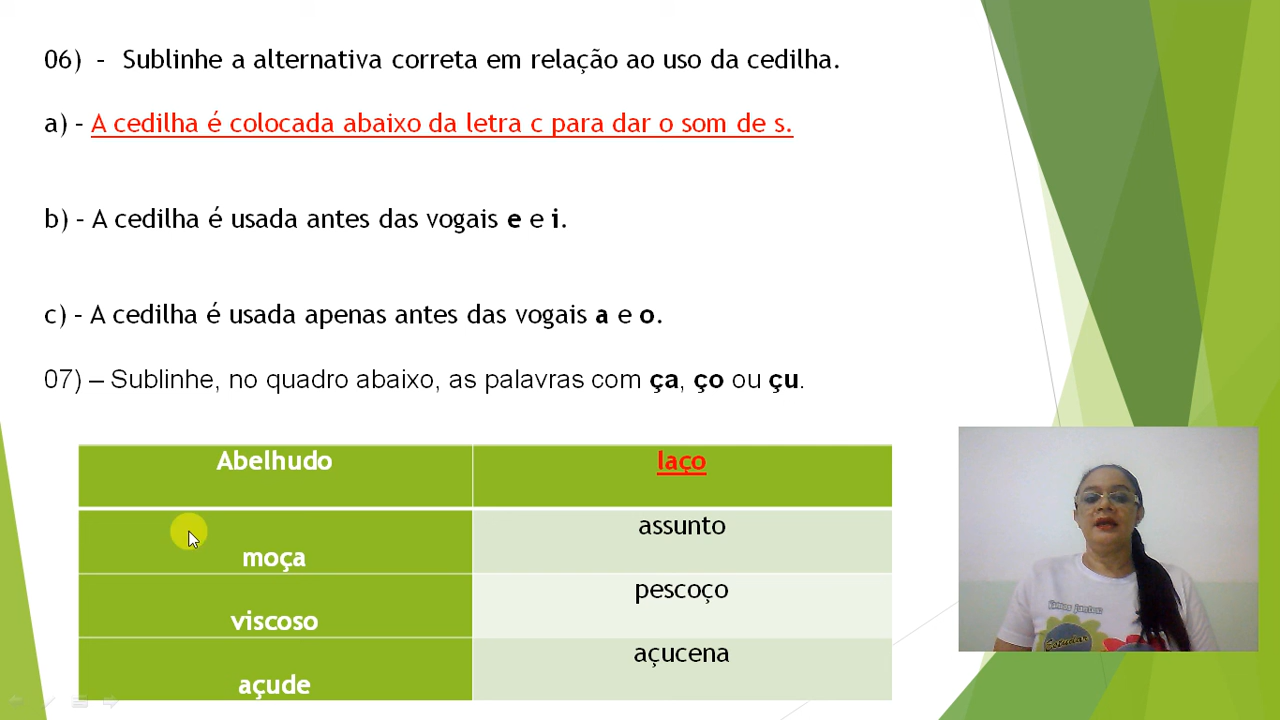 06) - Sublinhe a alternativa correta em relação ao uso da cedilha.
a) - A cedilha é colocada abaixo da letra c para dar o som de s.
b) - A cedilha é usada antes das vogais e e i.
c) - A cedilha é usada apenas antes das vogais a e o.
07) – Sublinhe, no quadro abaixo, as palavras com ça, ço ou çu.
Abelhudo laço
moça assunto
viscoso pescoço
açude açucena
Escolar